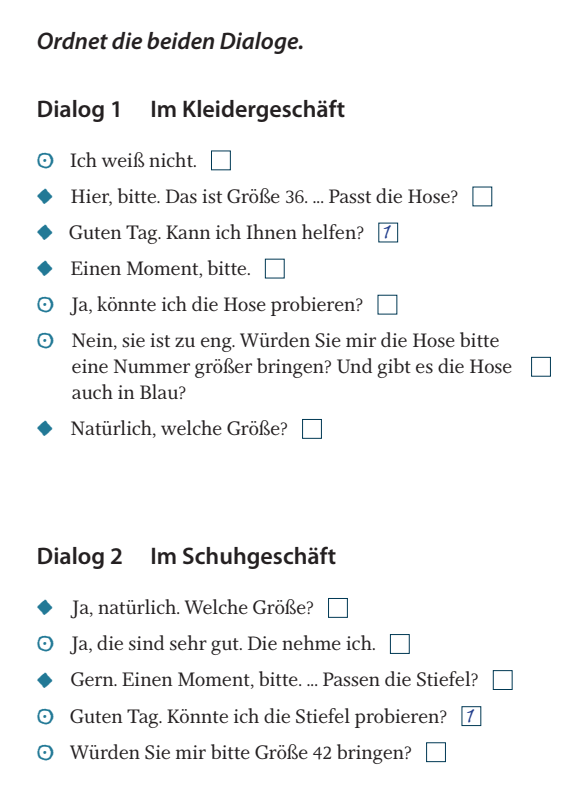 Ordnet die beiden Dialoge.
Dialog 1 Im Kleidergeschäft
Ich weiß nicht.
Hier, bitte. Das ist Größe 36. ... Passt die Hose?
Guten Tag. Kann ich Ihnen helfen? 1
Einen Moment, bitte.
Ja, könnte ich die Hose probieren?
Nein, sie ist zu eng. Würden Sie mir die Hose bitte
eine Nummer größer bringen? Und gibt es die Hose
auch in Blau?
Natürlich, welche Größe?
Dialog 2 Im Schuhgeschäft
Ja, natürlich. Welche Größe?
Ja, die sind sehr gut. Die nehme ich.
Gern. Einen Moment, bitte. ... Passen die Stiefel?
Guten Tag. Könnte ich die Stiefel probieren? 1
Würden Sie mir bitte Größe 42 bringen?